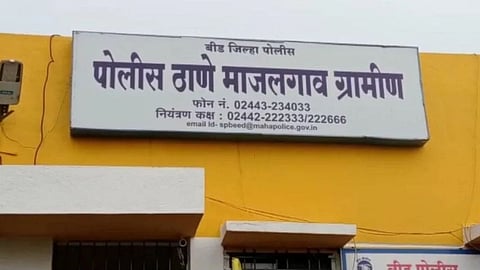 बीड जिल्हा पोलीस
पोलीस ठाणे माजलगाव ग्रामीण
फोन नं. 02443-234033
नियंत्रण कक्ष : 02442-222333/222666
email Id- spbeed@mahapolice.gov.in
बीड पोलीस